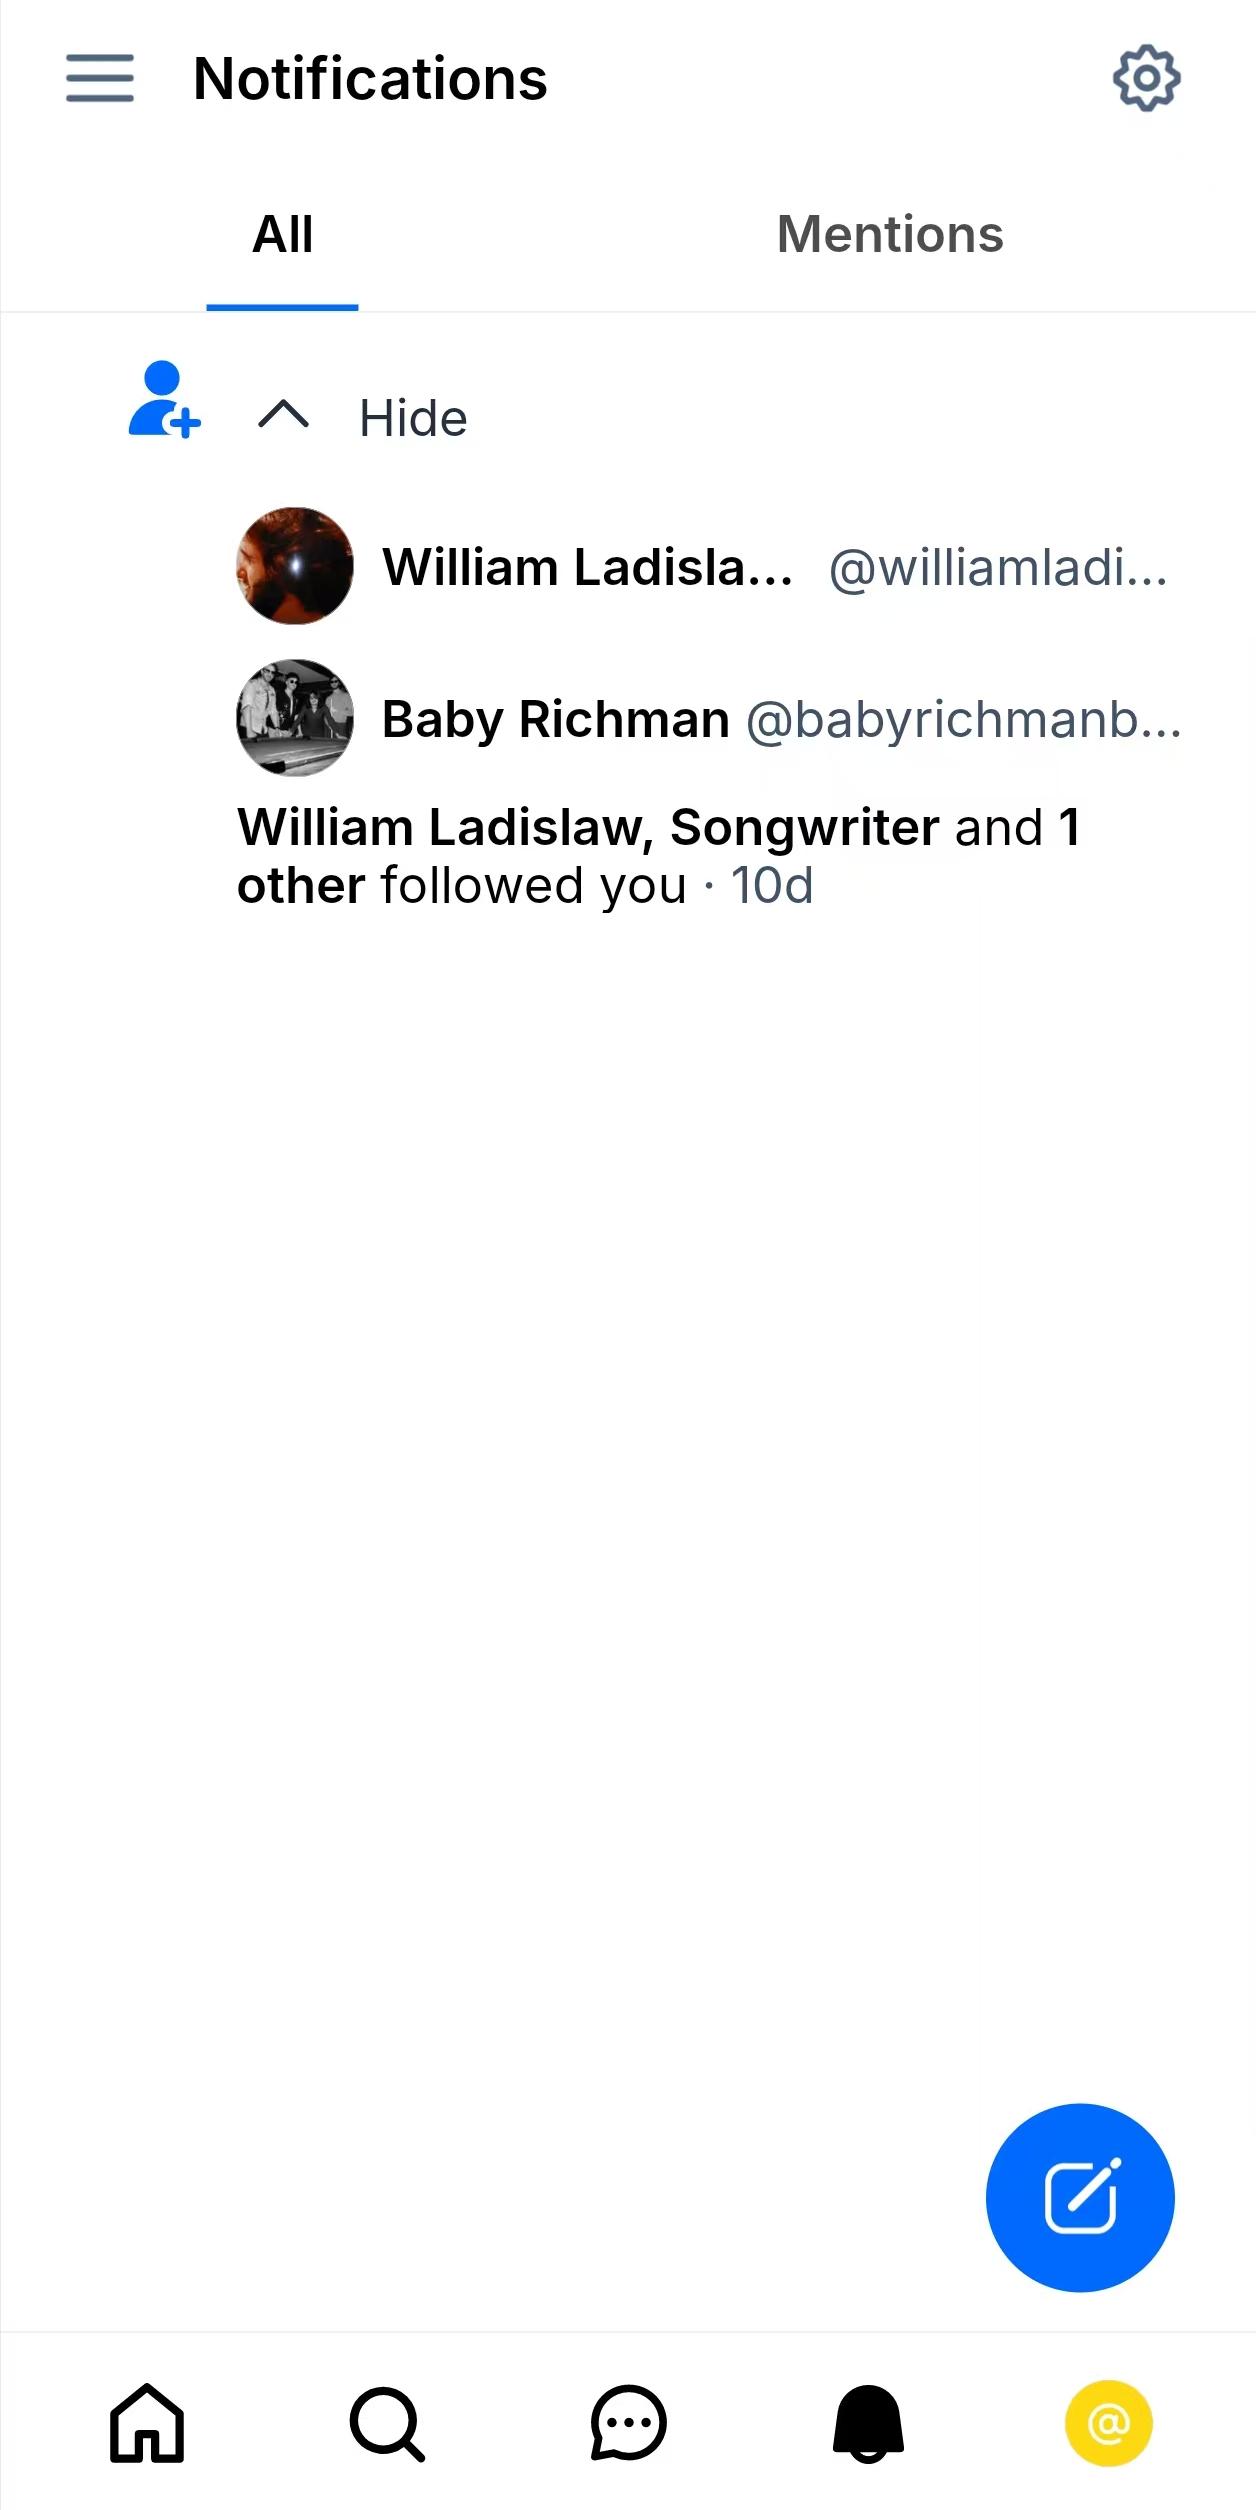 Notifications
All Mentions
Hide
William Ladisla... @williamladi...
Baby Richman @babyrichmanb...
William Ladislaw, Songwriter and 1
other followed you · 10d
@